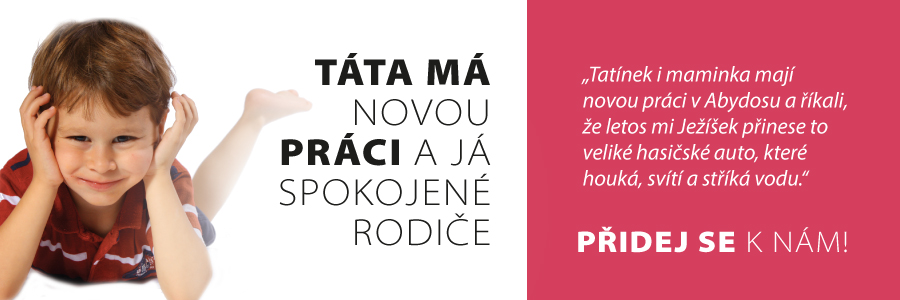 TÁTA MÁ
NOVOU
PRÁCI A JÁ
SPOKOJENÉ
RODIČE
„Tatínek i maminka mají
novou práci v Abydosu a říkali,
že letos mi Ježíšek přinese to
veliké hasičské auto, které
houká, svítí a stříká vodu.“
PŘIDEJ SE K NÁM!